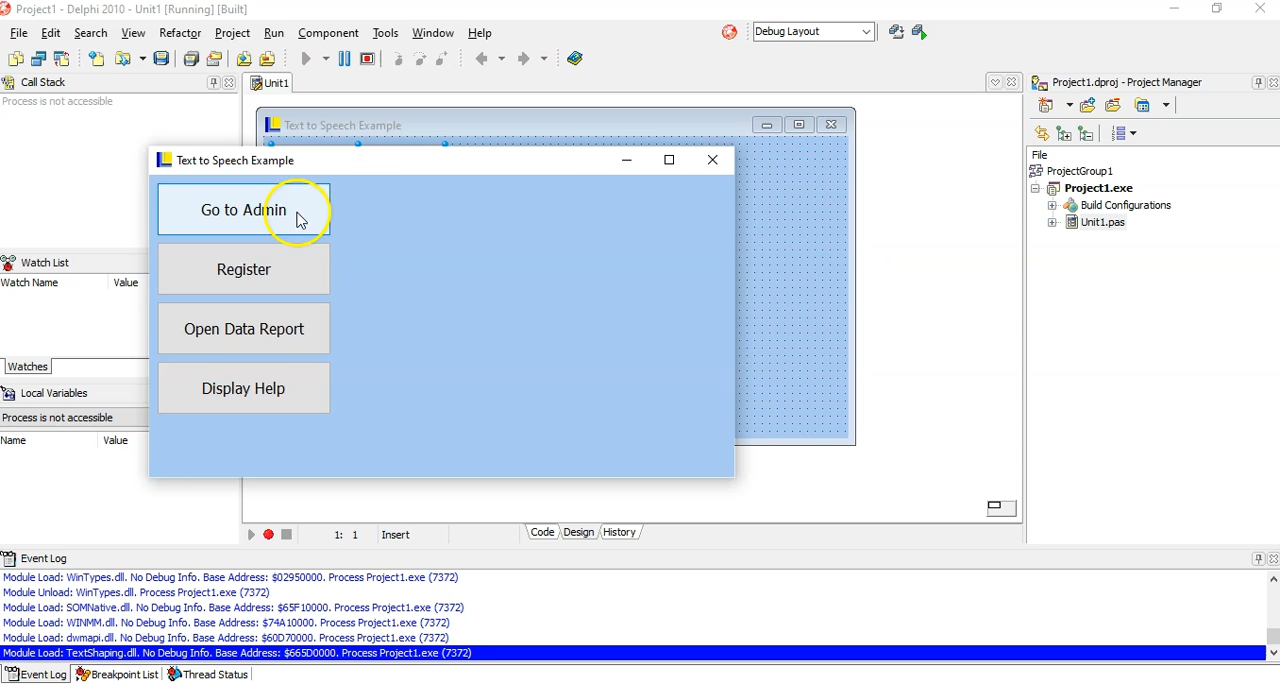 Project1 - Delphi 2010 - Unit1 [Running] [Built]
File Edit Search View Refactor Project Run Component Tools Window Help
Debug Layout
Call Stack
Process is not accessible
Unit1
Project1.dproj - Project Manager
Text to Speech Example
Text to Speech Example
File
ProjectGroup1
Project1.exe
Build Configurations
Unit1.pas
Go to Admin
Register
Open Data Report
Display Help
Watch List
Watch Name Value
Watches
Local Variables
Process is not accessible
Name Value
1: 1 Insert
Code Design History
Event Log
Module Load: WinTypes.dll. No Debug Info. Base Address: $02950000. Process Project1.exe (7372)
Module Unload: WinTypes.dll. Process Project1.exe (7372)
Module Load: SOMNative.dll. No Debug Info. Base Address: $65F10000. Process Project1.exe (7372)
Module Load: WINMM.dll. No Debug Info. Base Address: $74A10000. Process Project1.exe (7372)
Module Load: dwmapi.dll. No Debug Info. Base Address: $60D70000. Process Project1.exe (7372)
Module Load: TextShaping.dll. No Debug Info. Base Address: $665D0000. Process Project1.exe (7372)
Event Log Breakpoint List Thread Status